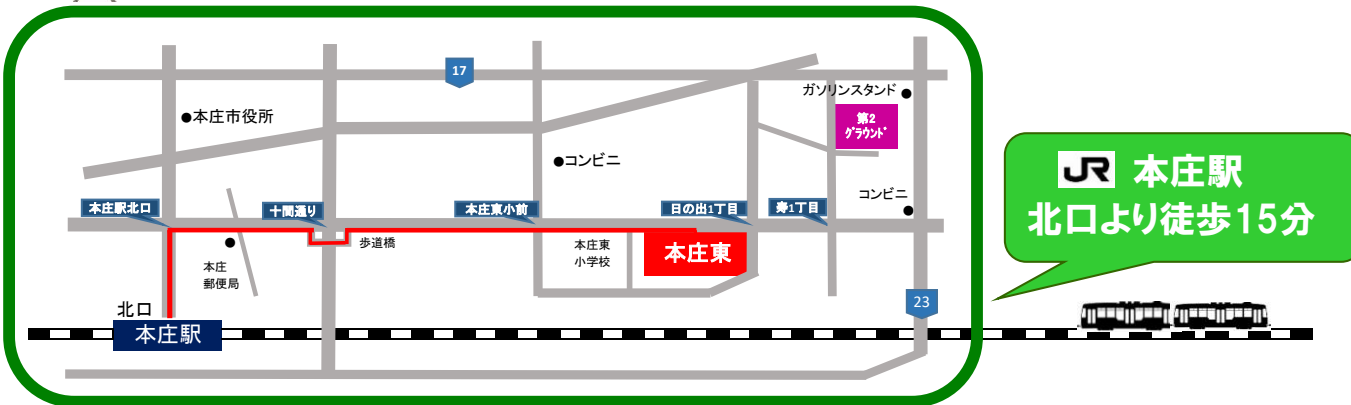 17
ガソリンスタンド
第2
グラウンド
本庄市役所
コンビニ
コンビニ
本庄駅北口
十間通り
本庄東小前
日の出1丁目
寿1丁目
歩道橋
本庄東
小学校
本庄東
本庄
郵便局
北口
本庄駅
23
JR 本庄駅
北口より徒歩15分